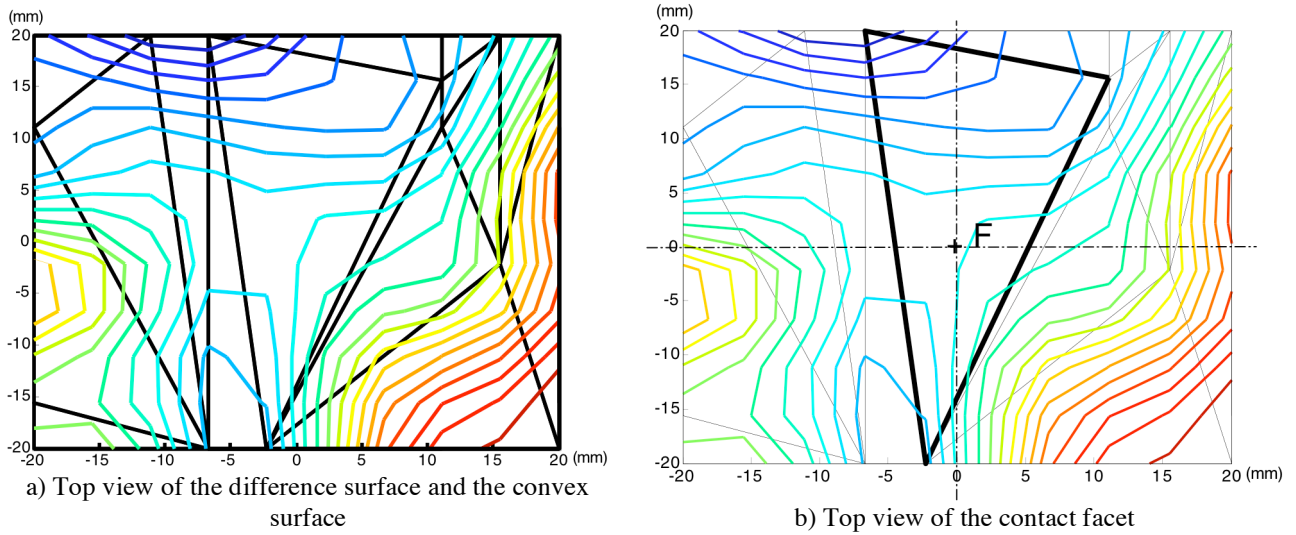 (mm)
20
15
10
5
0
-5
-10
-15
-20
-20 -15 -10 -5 0 5 10 15 20 (mm)
a) Top view of the difference surface and the convex
surface
(mm)
20
15
10
5
0
F
-5
-10
-15
-20
-20 -15 -10 -5 0 5 10 15 20 (mm)
b) Top view of the contact facet